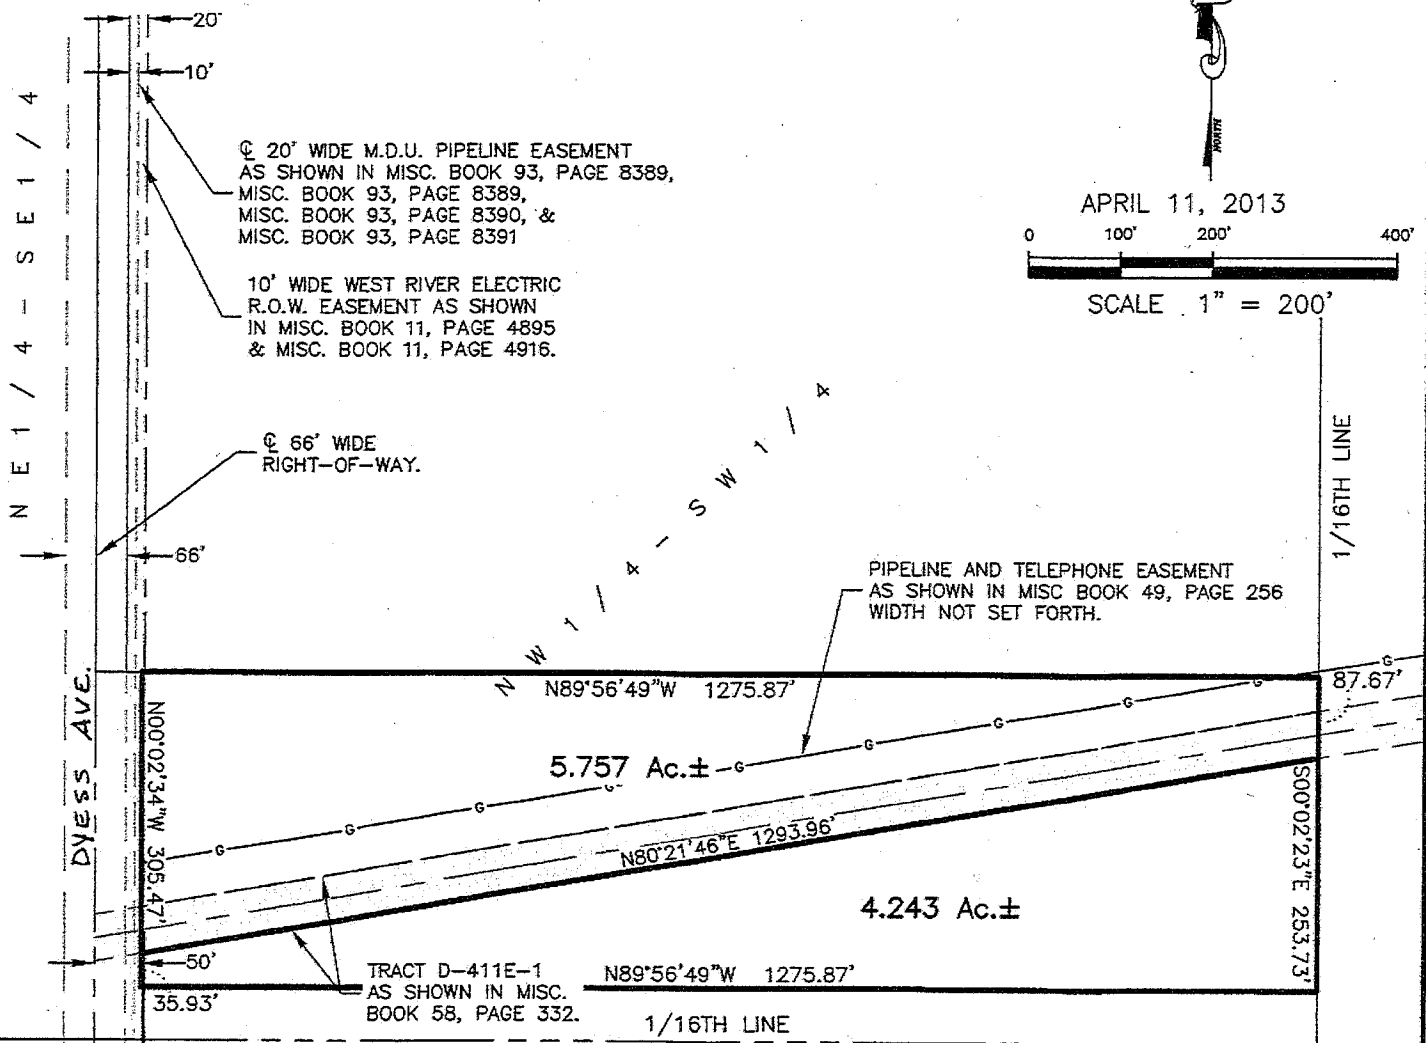 20'
10'
℄ 20' WIDE M.D.U. PIPELINE EASEMENT
AS SHOWN IN MISC. BOOK 93, PAGE 8389,
MISC. BOOK 93, PAGE 8389,
MISC. BOOK 93, PAGE 8390, &
MISC. BOOK 93, PAGE 8391
10' WIDE WEST RIVER ELECTRIC
R.O.W. EASEMENT AS SHOWN
IN MISC. BOOK 11, PAGE 4895
& MISC. BOOK 11, PAGE 4916.
NORTH
APRIL 11, 2013
0 100' 200' 400'
SCALE 1" = 200'
NE1/4-SE1/4
℄ 66' WIDE
RIGHT-OF-WAY.
66'
NW1/4-SW1/4
1/16TH LINE
PIPELINE AND TELEPHONE EASEMENT
AS SHOWN IN MISC BOOK 49, PAGE 256
WIDTH NOT SET FORTH.
DYESS AVE.
N89°56'49"W 1275.87'
87.67'
N00°02'34"W 305.47'
5.757 Ac.±
G G G G G G G G G G
N80°21'46"E 1293.96'
S00°02'23"E 253.73'
4.243 Ac.±
50'
35.93'
TRACT D-411E-1
AS SHOWN IN MISC.
BOOK 58, PAGE 332.
N89°56'49"W 1275.87'
1/16TH LINE